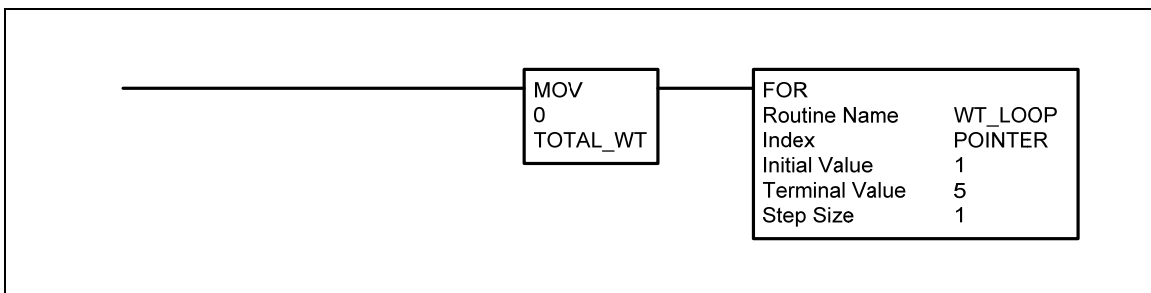 MOV
0
TOTAL_WT
FOR
Routine Name WT_LOOP
Index POINTER
Initial Value 1
Terminal Value 5
Step Size 1